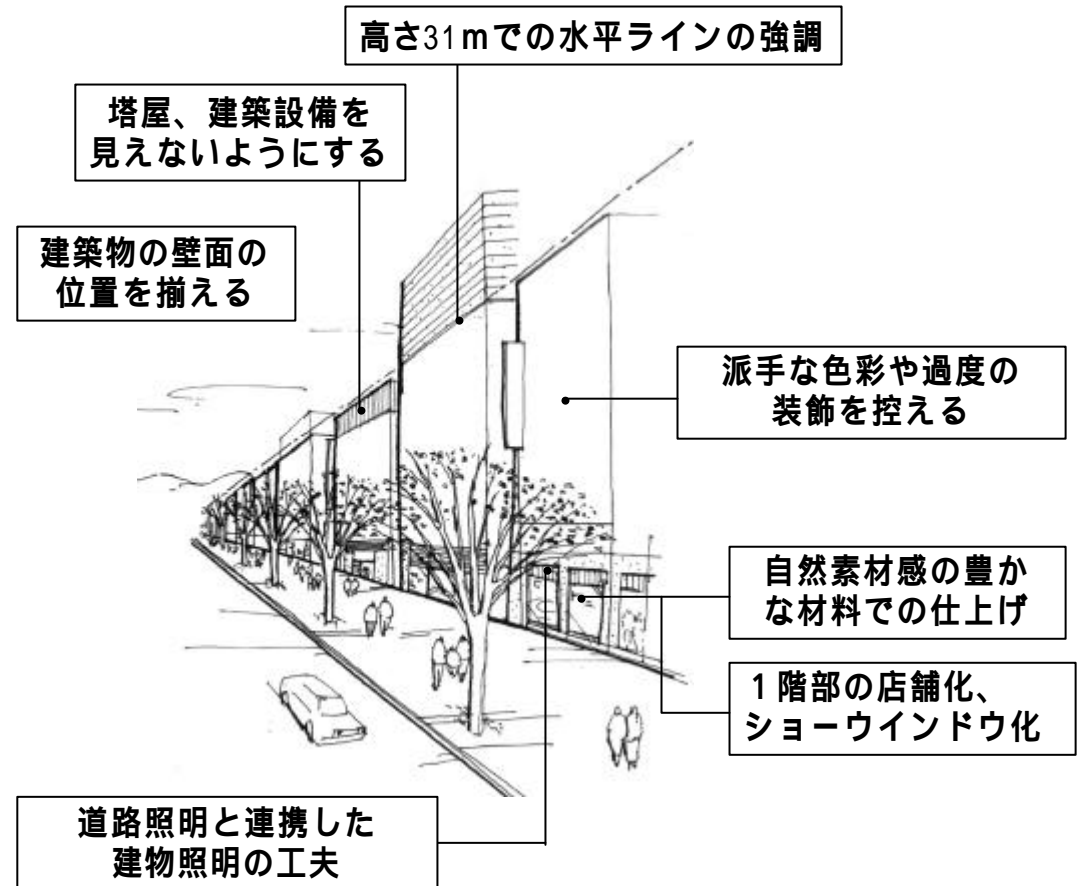 高さ31mでの水平ラインの強調
塔屋、建築設備を
見えないようにする
建築物の壁面の
位置を揃える
派手な色彩や過度の
装飾を控える
自然素材感の豊か
な材料での仕上げ
1階部の店舗化、
ショーウインドウ化
道路照明と連携した
建物照明の工夫